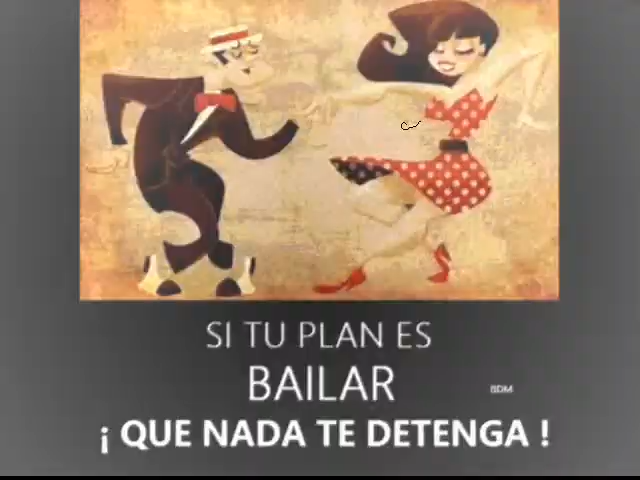 SI TU PLAN ES
BAILAR
BDM
¡ QUE NADA TE DETENGA !